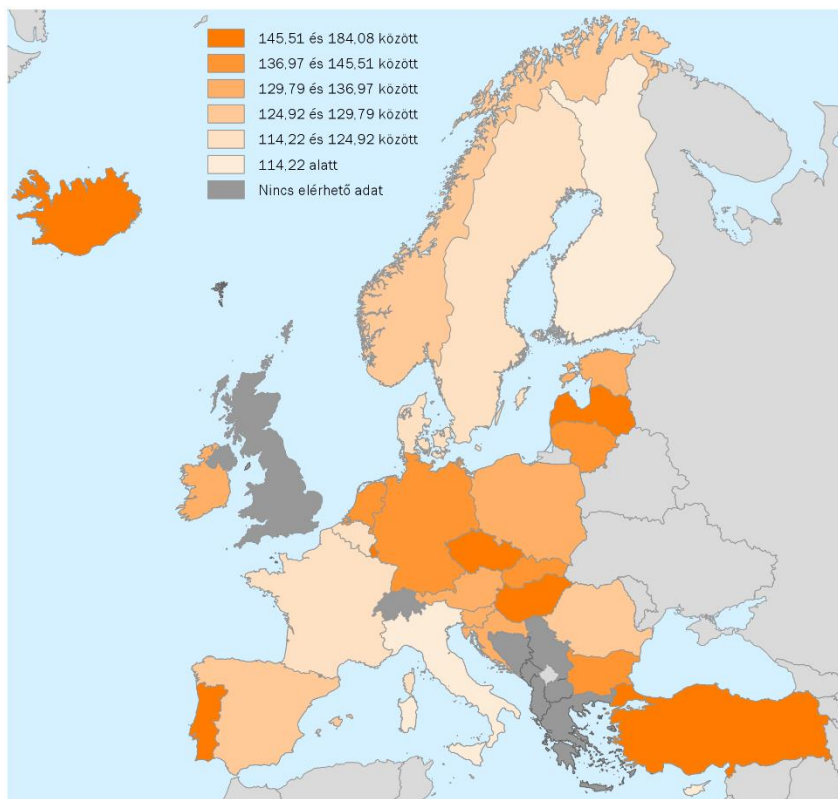 145,51 és 184,08 között
136,97 és 145,51 között
129,79 és 136,97 között
124,92 és 129,79 között
114,22 és 124,92 között
114,22 alatt
Nincs elérhető adat